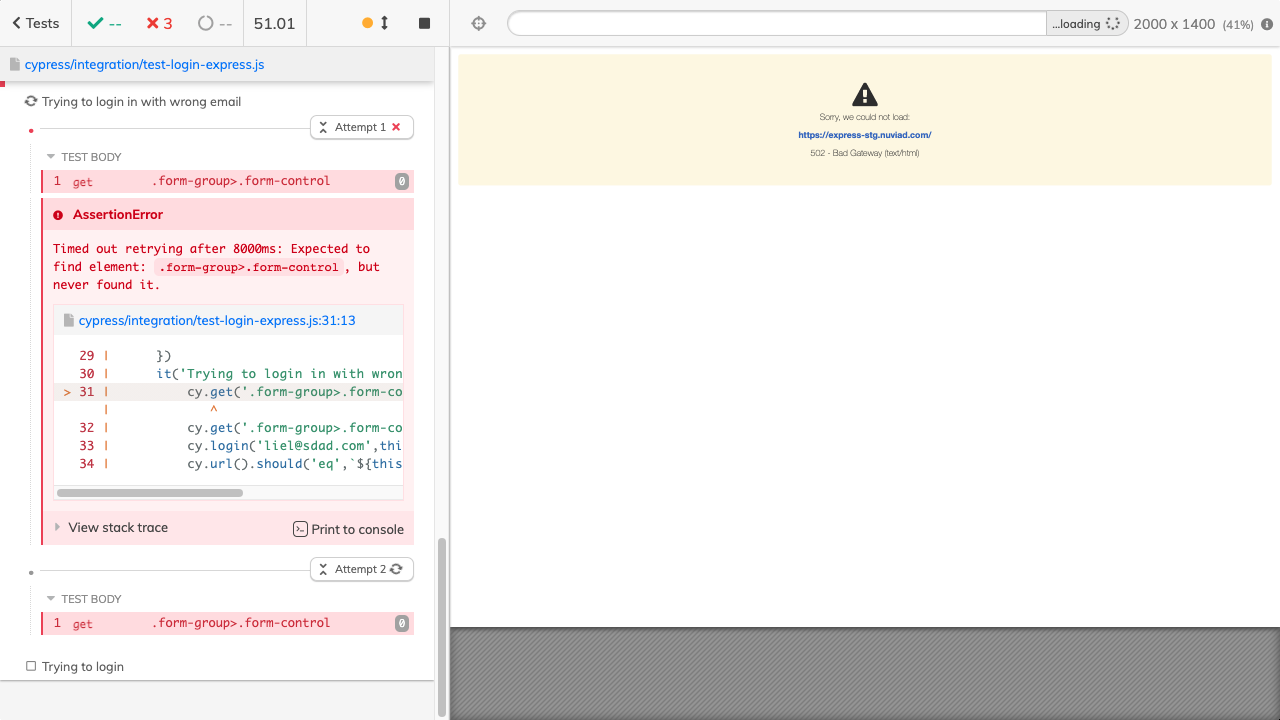 Tests
--
3
--
51.01
...loading
2000 x 1400 (41%)
cypress/integration/test-login-express.js
Trying to login in with wrong email
Attempt 1
TEST BODY
1 get .form-group>.form-control 0
AssertionError
Timed out retrying after 8000ms: Expected to
find element: .form-group>.form-control, but
never found it.
cypress/integration/test-login-express.js:31:13
29 | })
30 | it('Trying to login in with wron
> 31 | cy.get('.form-group>.form-co
| ^
32 | cy.get('.form-group>.form-co
33 | cy.login('liel@sdad.com',thi
34 | cy.url().should('eq',`${this
View stack trace
Print to console
Attempt 2
TEST BODY
1 get .form-group>.form-control 0
Trying to login
Sorry, we could not load:
https://express-stg.nuviad.com/
502 - Bad Gateway (text/html)